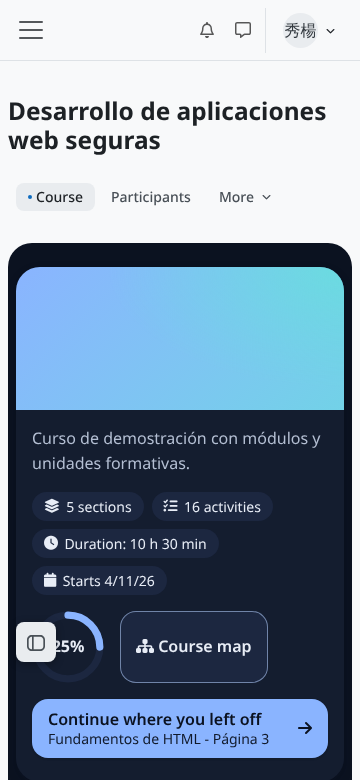 秀楊
Desarrollo de aplicaciones
web seguras
Course
Participants
More
Curso de demostración con módulos y
unidades formativas.
5 sections
16 activities
Duration: 10 h 30 min
Starts 4/11/26
25%
Course map
Continue where you left off
Fundamentos de HTML - Página 3